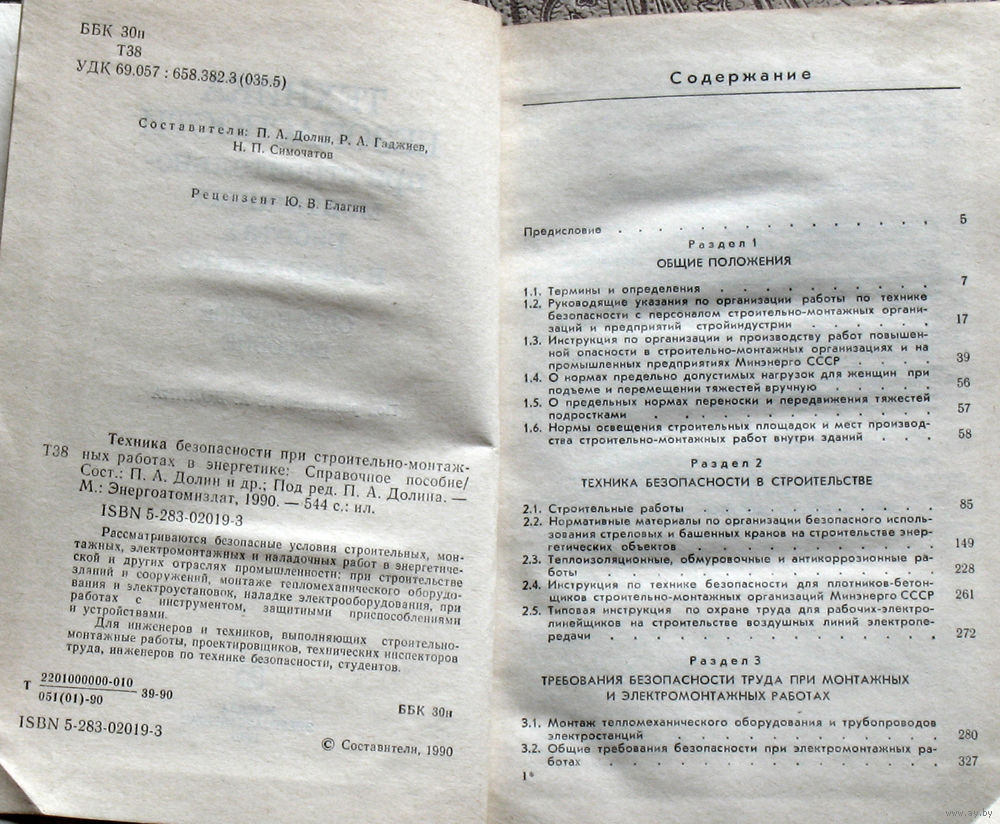 ББК 30н
Т38
УДК 69.057 : 658.382.3 (035.5)
Составители: П. А. Долин, Р. А. Гаджиев,
Н. П. Симочатов
Рецензент Ю. В. Елагин
Техника безопасности при строительно-монтаж-
Т38 ных работах в энергетике: Справочное пособие/
Сост.: П. А. Долин и др.; Под ред. П. А. Долина. —
М.: Энергоатомиздат, 1990. — 544 с.: ил.
ISBN 5-283-02019-3
Рассматриваются безопасные условия строительных, мон-
тажных, электромонтажных и наладочных работ в энергетиче-
ской и других отраслях промышленности: при строительстве
зданий и сооружений, монтаже тепломеханического оборудо-
вания и электроустановок, наладке электрооборудования, при
работах с инструментом, защитными приспособлениями
и устройствами.
Для инженеров и техников, выполняющих строительно-
монтажные работы, проектировщиков, технических инспекторов
труда, инженеров по технике безопасности, студентов.
Т 2201000000-010 39-90
051(01)-90
ББК 30н
ISBN 5-283-02019-3
© Составители, 1990
Содержание
Предисловие . . . . . . . . . . . . . . 5
Раздел 1
ОБЩИЕ ПОЛОЖЕНИЯ
1.1. Термины и определения . . . . . . . . . . 7
1.2. Руководящие указания по организации работы по технике
безопасности с персоналом строительно-монтажных органи-
заций и предприятий стройиндустрии . . . . . . 17
1.3. Инструкция по организации и производству работ повышен-
ной опасности в строительно-монтажных организациях и на
промышленных предприятиях Минэнерго СССР . . . . 39
1.4. О нормах предельно допустимых нагрузок для женщин при
подъеме и перемещении тяжестей вручную . . . . . 56
1.5. О предельных нормах переноски и передвижения тяжестей
подростками . . . . . . . . . . . . 57
1.6. Нормы освещения строительных площадок и мест производ-
ства строительно-монтажных работ внутри зданий . . . 58
Раздел 2
ТЕХНИКА БЕЗОПАСНОСТИ В СТРОИТЕЛЬСТВЕ
2.1. Строительные работы . . . . . . . . . . 85
2.2. Нормативные материалы по организации безопасного исполь-
зования стреловых и башенных кранов на строительстве энер-
гетических объектов . . . . . . . . . . 149
2.3. Теплоизоляционные, обмуровочные и антикоррозионные ра-
боты . . . . . . . . . . . . . . 228
2.4. Инструкция по технике безопасности для плотников-бетон-
щиков строительно-монтажных организаций Минэнерго СССР 261
2.5. Типовая инструкция по охране труда для рабочих-электро-
линейщиков на строительстве воздушных линий электропе-
редачи . . . . . . . . . . . . . 272
Раздел 3
ТРЕБОВАНИЯ БЕЗОПАСНОСТИ ТРУДА ПРИ МОНТАЖНЫХ
И ЭЛЕКТРОМОНТАЖНЫХ РАБОТАХ
3.1. Монтаж тепломеханического оборудования и трубопроводов
электростанций . . . . . . . . . . . 280
3.2. Общие требования безопасности при электромонтажных ра-
ботах . . . . . . . . . . . . . 327
1*
www.ay.by